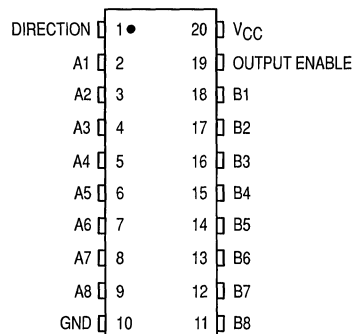 DIRECTION 1 20 VCC
A1 2 19 OUTPUT ENABLE
A2 3 18 B1
A3 4 17 B2
A4 5 16 B3
A5 6 15 B4
A6 7 14 B5
A7 8 13 B6
A8 9 12 B7
GND 10 11 B8